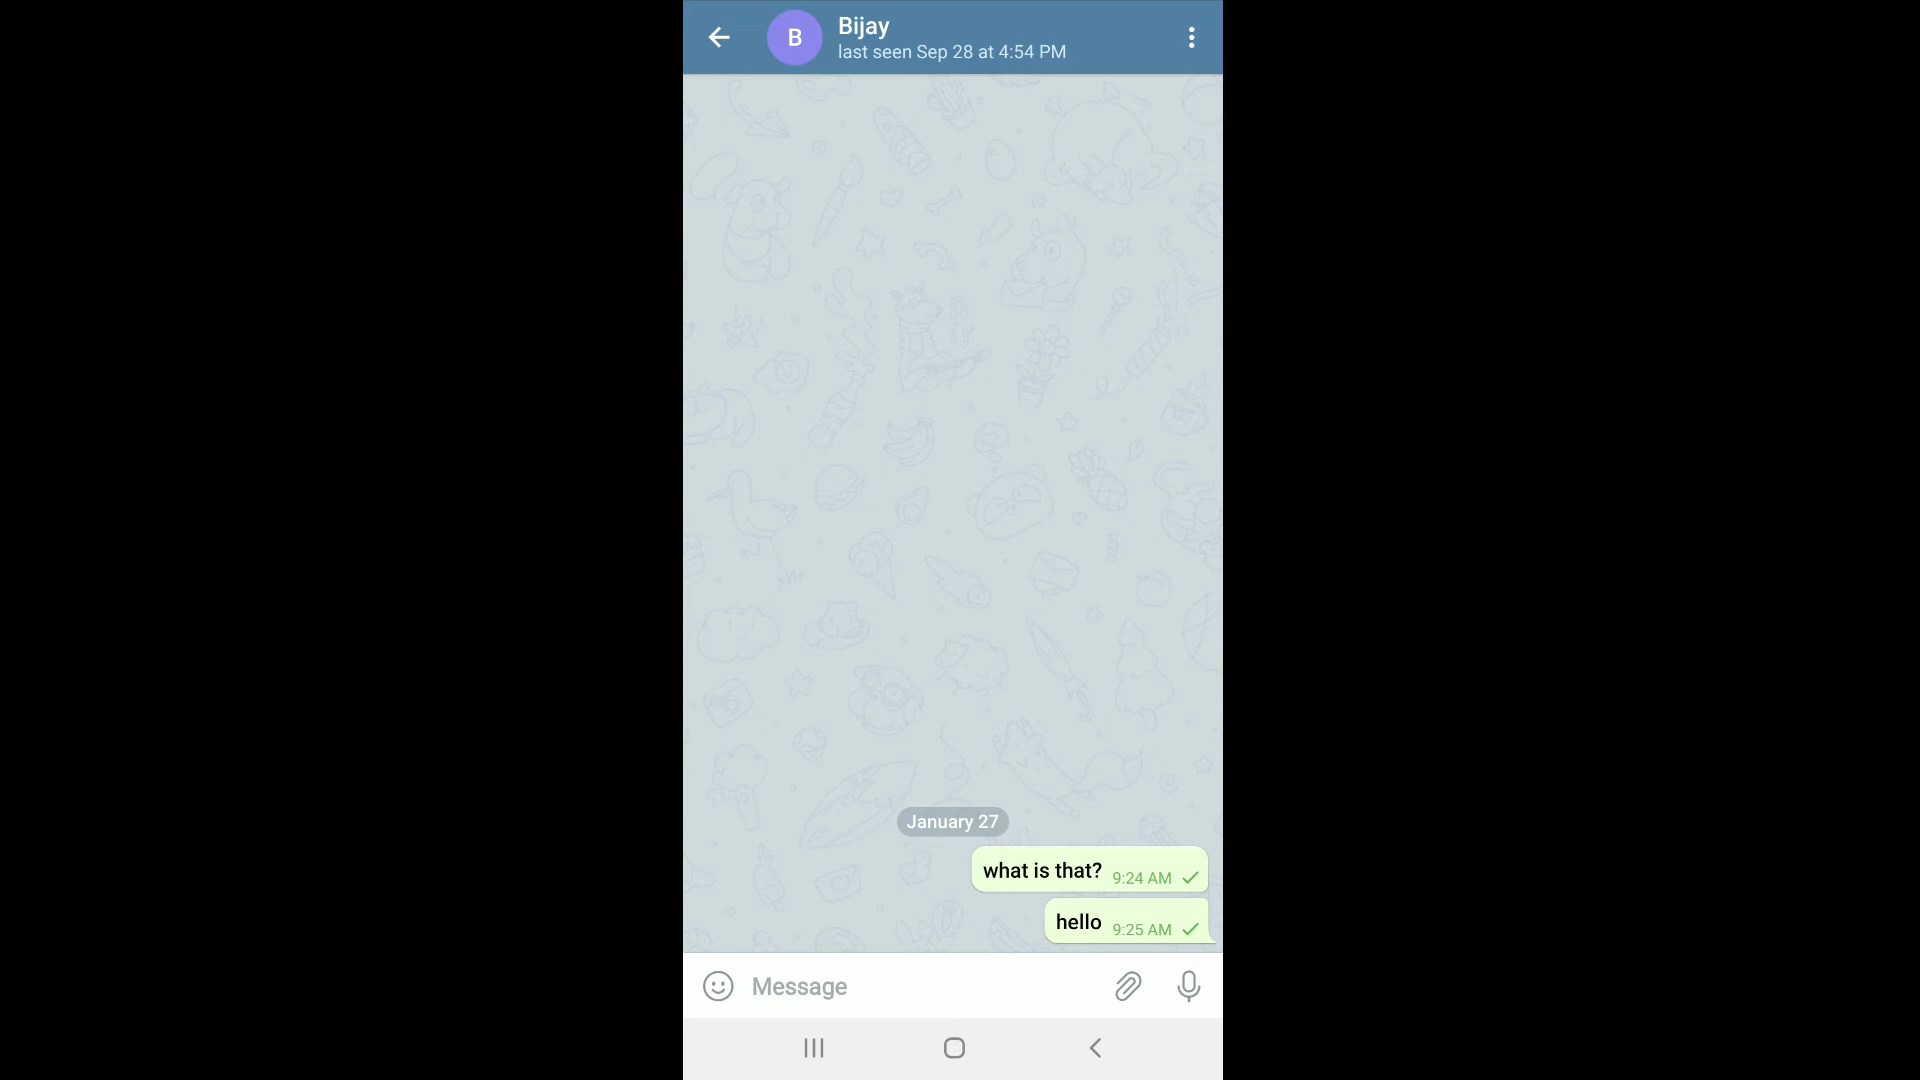 B
Bijay
last seen Sep 28 at 4:54 PM
January 27
what is that? 9:24 AM
hello 9:25 AM
Message